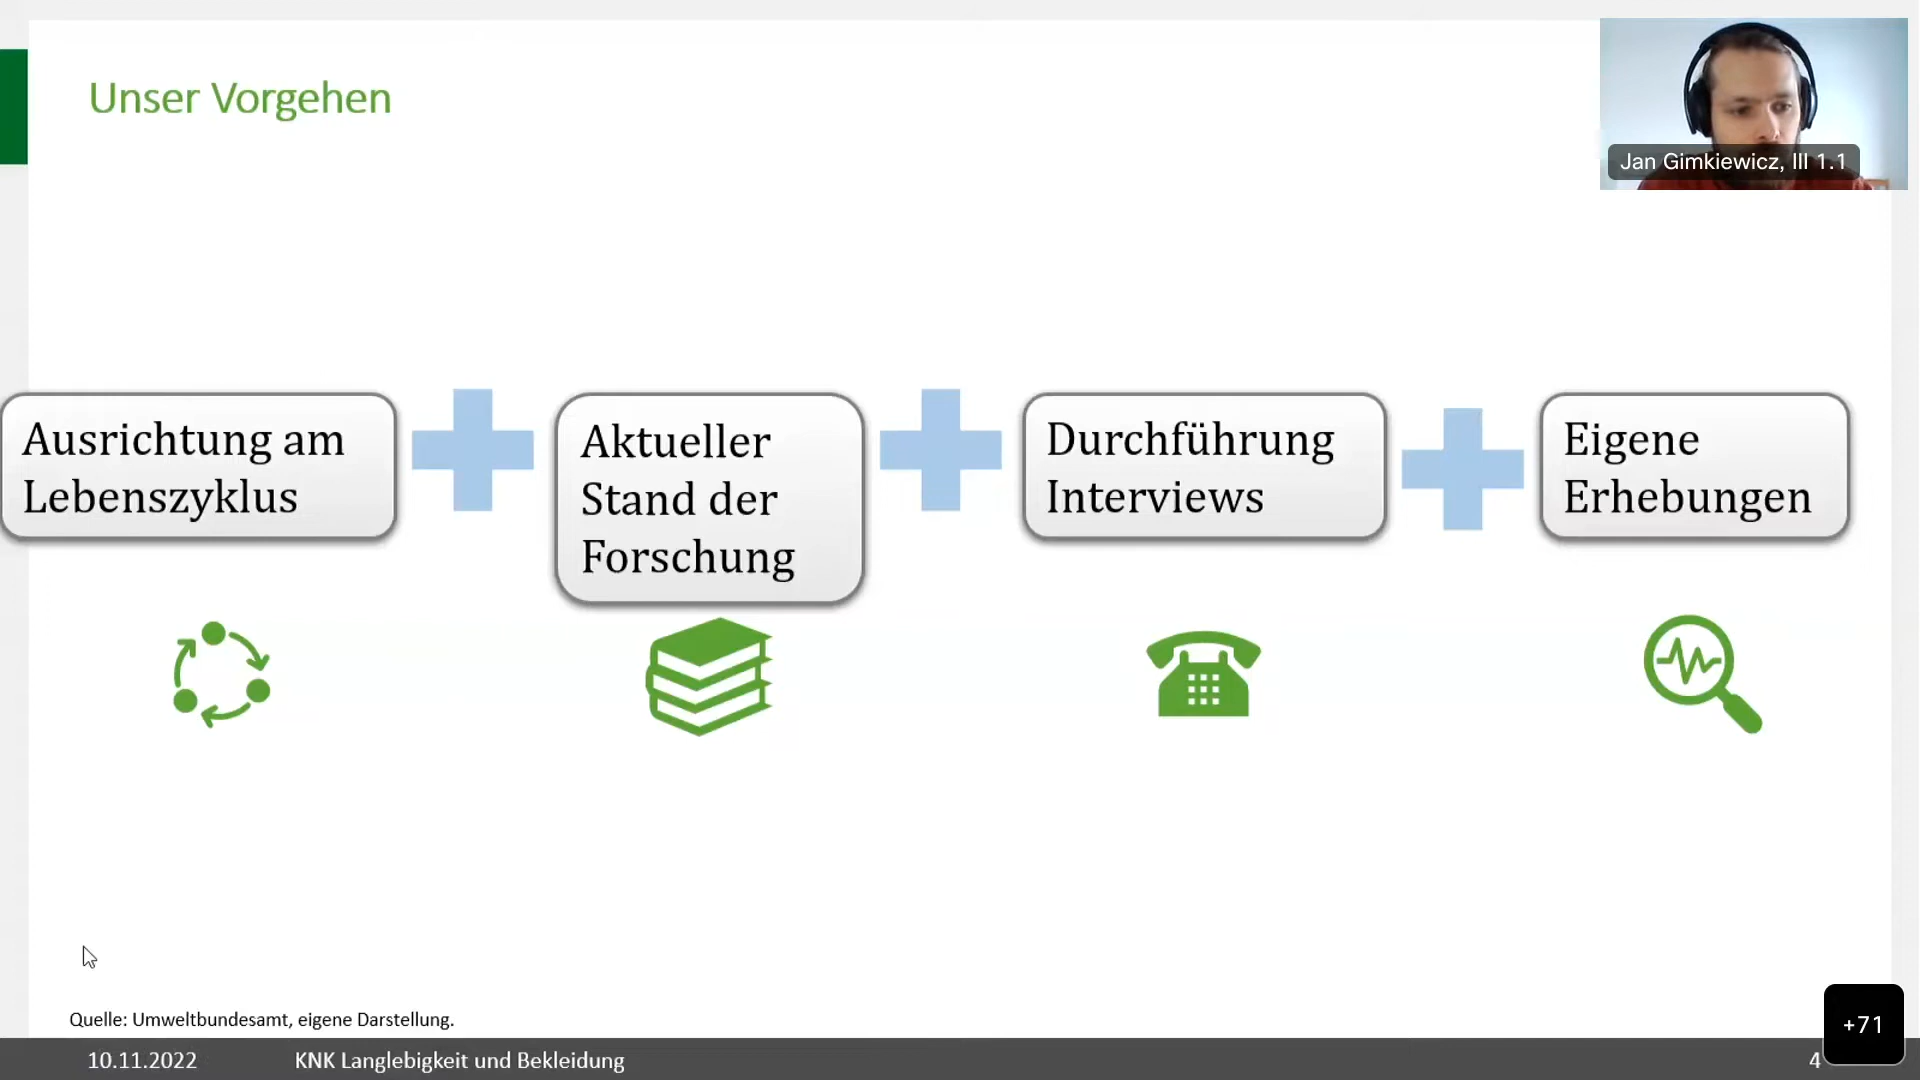 Unser Vorgehen
Jan Gimkiewicz, III 1.1
Ausrichtung am
Lebenszyklus
Aktueller
Stand der
Forschung
Durchführung
Interviews
Eigene
Erhebungen
Quelle: Umweltbundesamt, eigene Darstellung.
10.11.2022
KNK Langlebigkeit und Bekleidung
4
+71